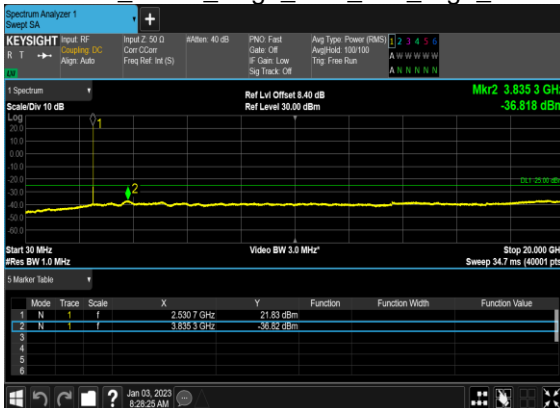 Spectrum Analyzer 1
Swept SA
+
KEYSIGHT Input: RF Input Z: 50 Ω #Atten: 40 dB PNO: Fast Avg Type: Power (RMS) 1 2 3 4 5 6
R T Coupling: DC Corr CCorr Gate: Off Avg|Hold: 100/100 A W W W W W
Align: Auto Freq Ref: Int (S) IF Gain: Low Trig: Free Run
LXI Sig Track: Off A N N N N N
1 Spectrum Ref Lvl Offset 8.40 dB Mkr2 3.835 3 GHz
Scale/Div 10 dB Ref Level 30.00 dBm -36.818 dBm
Log
1
20.0
10.0
0.00
-10.0
-20.0
DL1 -25.00 dBm
-30.0
2
-40.0
-50.0
-60.0
Start 30 MHz Video BW 3.0 MHz* Stop 20.000 GHz
#Res BW 1.0 MHz Sweep 34.7 ms (40001 pts)
5 Marker Table
Mode Trace Scale X Y Function Function Width Function Value
1 N 1 f 2.530 7 GHz 21.83 dBm
2 N 1 f 3.835 3 GHz -36.82 dBm
3
4
5
6
? Jan 03, 2023
8:28:25 AM